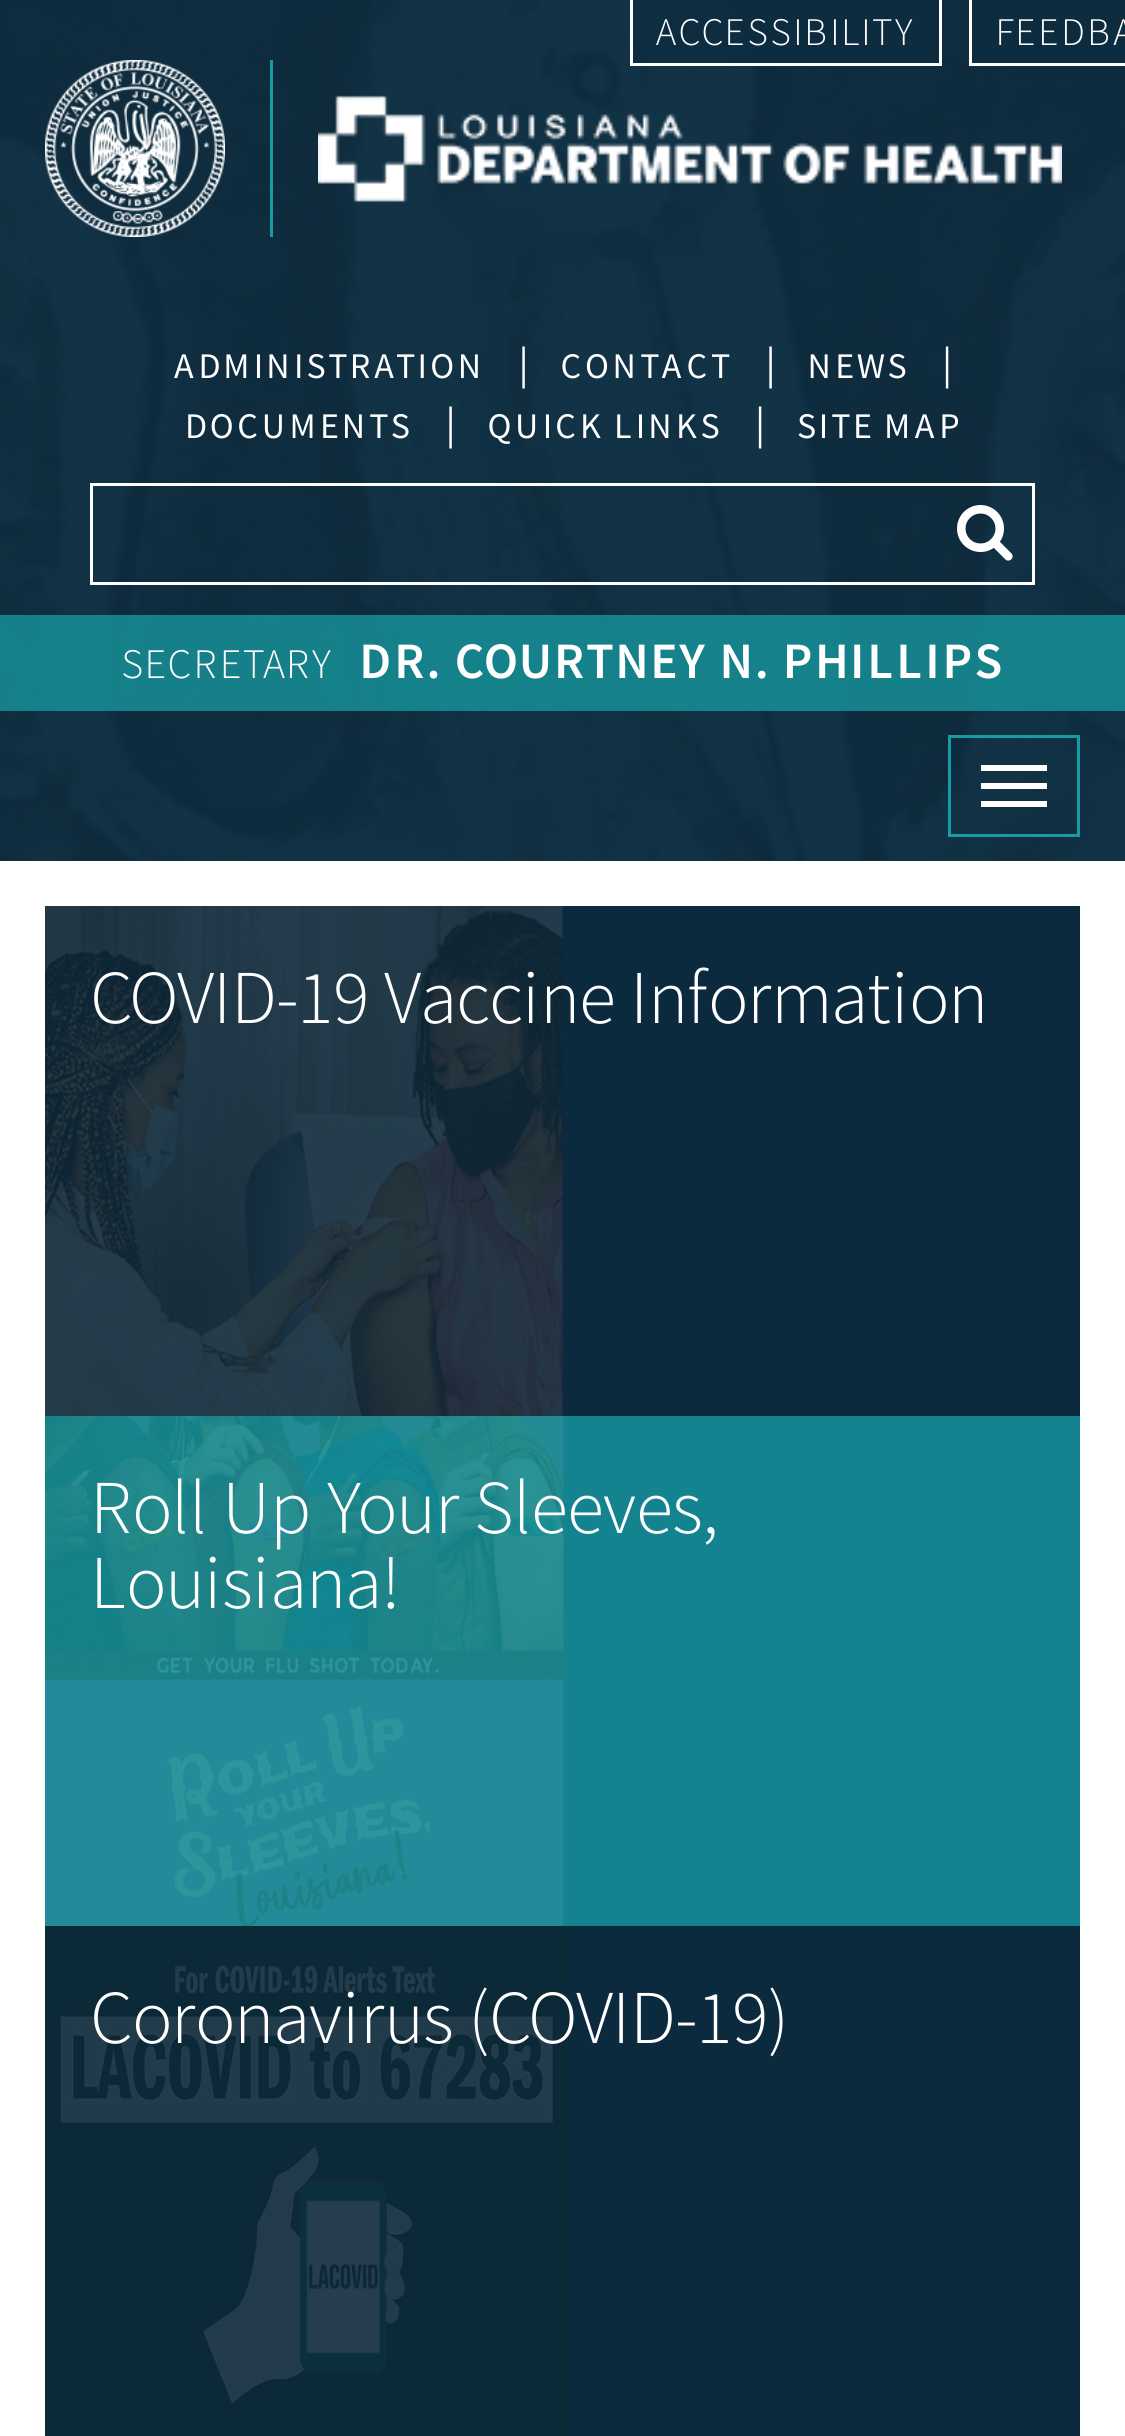 ACCESSIBILITY
FEEDBA
STATE OF LOUISIANA
UNION JUSTICE
CONFIDENCE
LOUISIANA
DEPARTMENT OF HEALTH
ADMINISTRATION | CONTACT | NEWS |
DOCUMENTS | QUICK LINKS | SITE MAP
SECRETARY DR. COURTNEY N. PHILLIPS
COVID-19 Vaccine Information
Roll Up Your Sleeves,
Louisiana!
GET YOUR FLU SHOT TODAY.
ROLL UP
YOUR
SLEEVES,
Louisiana!
For COVID-19 Alerts Text
Coronavirus (COVID-19)
LACOVID to 67283
LACOVID